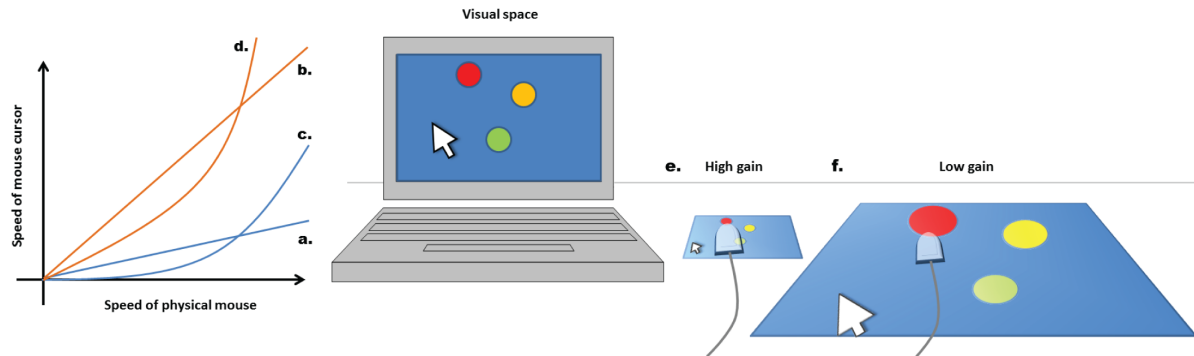 Visual space
d.
b.
c.
a.
Speed of mouse cursor
Speed of physical mouse
e. High gain
f. Low gain